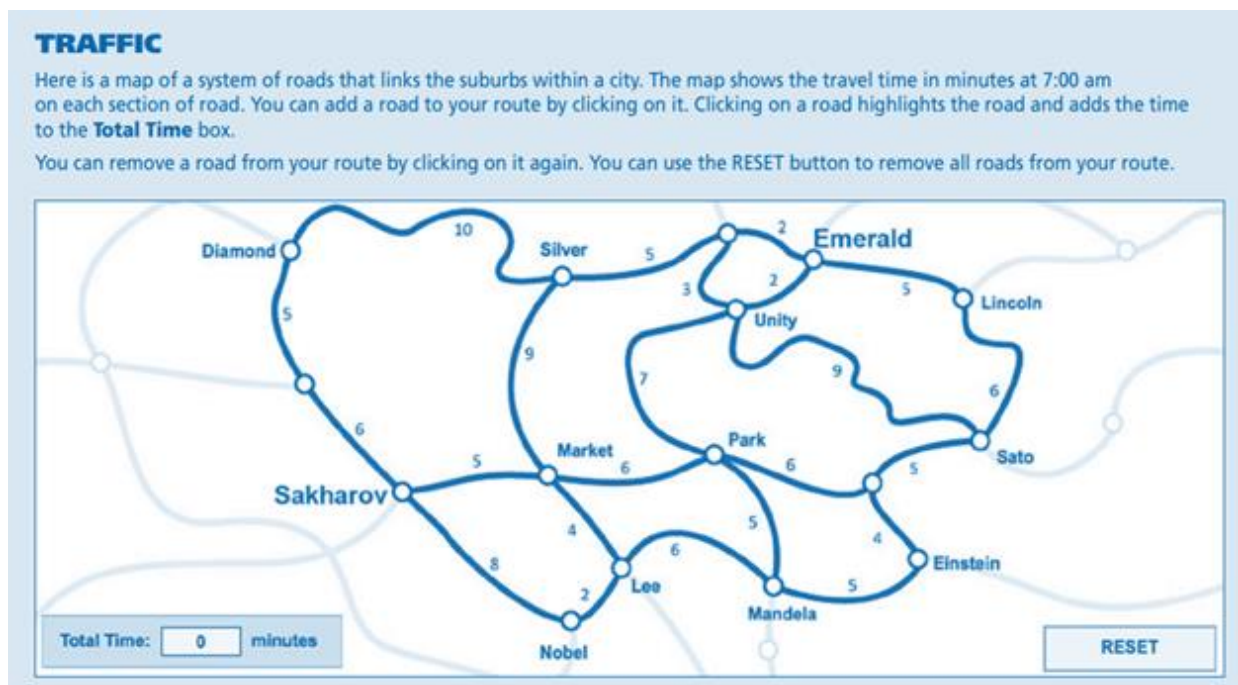 TRAFFIC
Here is a map of a system of roads that links the suburbs within a city. The map shows the travel time in minutes at 7:00 am
on each section of road. You can add a road to your route by clicking on it. Clicking on a road highlights the road and adds the time
to the Total Time box.
You can remove a road from your route by clicking on it again. You can use the RESET button to remove all roads from your route.
10
2
Emerald
Diamond
Silver
5
3
2
5
Lincoln
5
Unity
9
7
9
6
6
Market
Park
Sato
5
6
6
5
Sakharov
4
5
4
8
6
Einstein
2
Lee
5
Mandela
Total Time: 0 minutes
Nobel
RESET